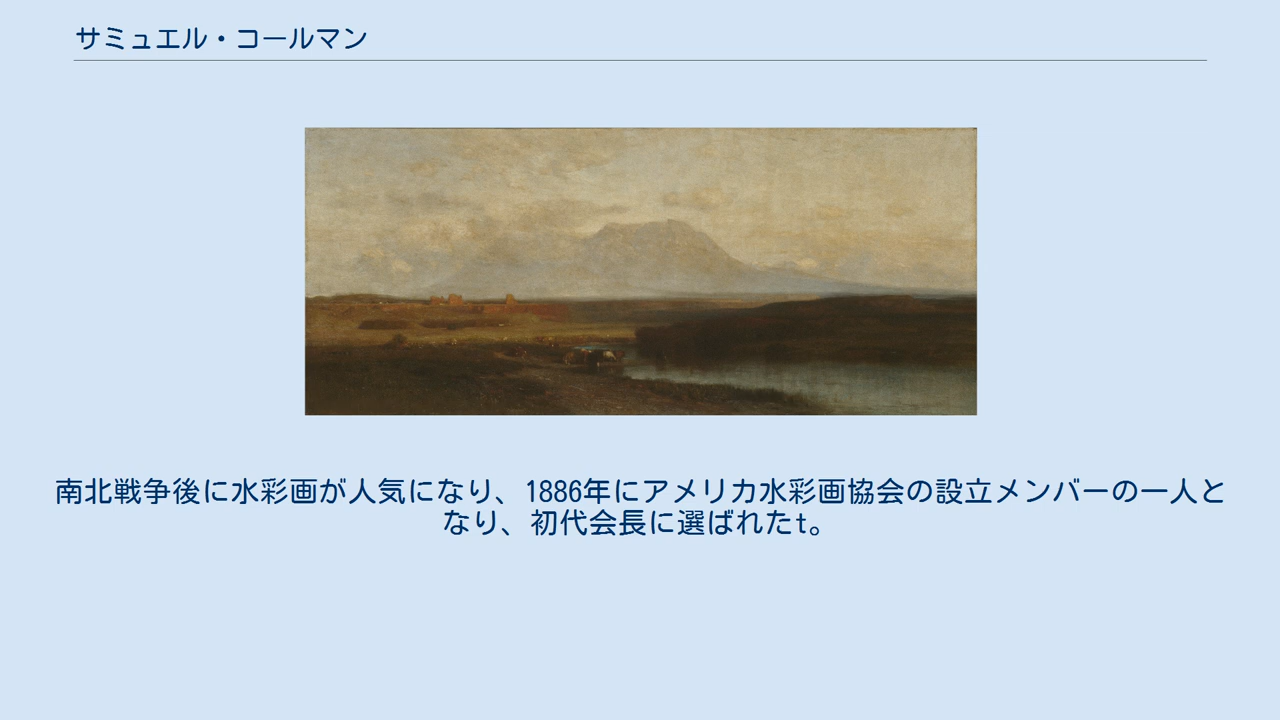 サミュエル・コールマン
南北戦争後に水彩画が人気になり、1886年にアメリカ水彩画協会の設立メンバーの一人と
なり、初代会長に選ばれたt。